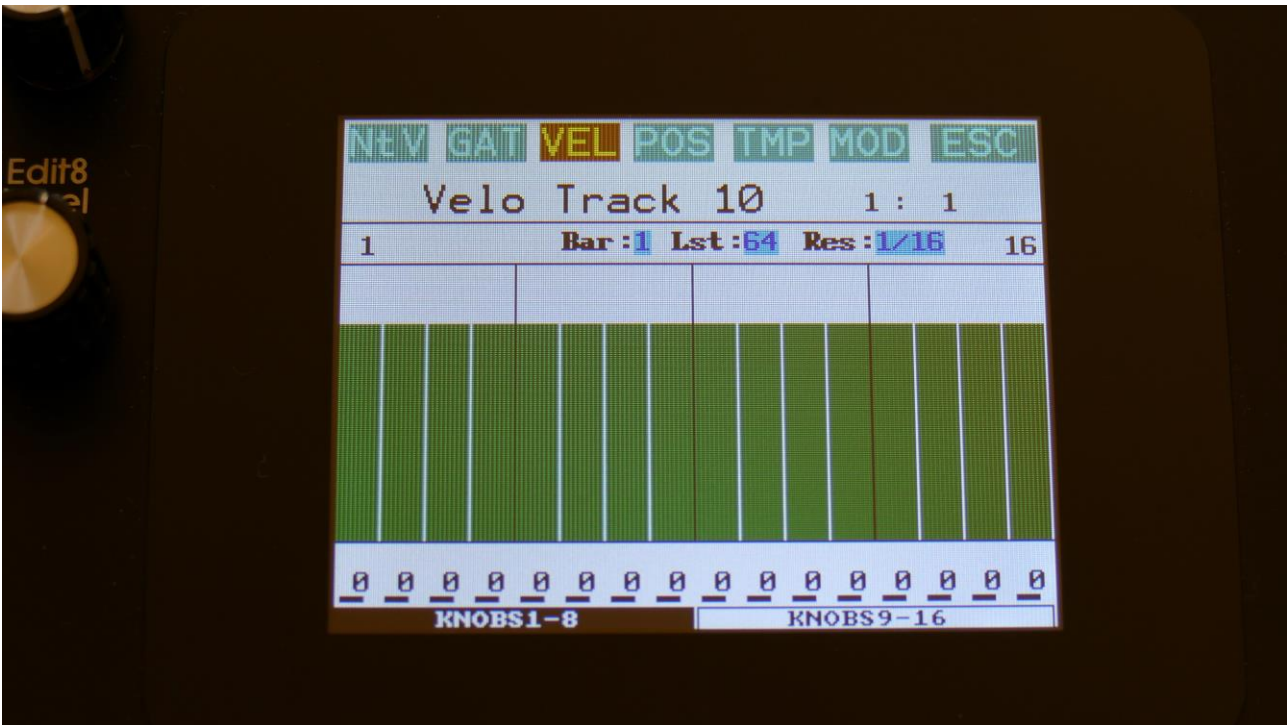 NtV GAT VEL POS TMP MOD ESC
Edit8
Velo Track 10 1: 1
1 Bar:1 Lst:64 Res:1/16 16
0 0 0 0 0 0 0 0 0 0 0 0 0 0 0 0
KNOBS1-8 KNOBS9-16